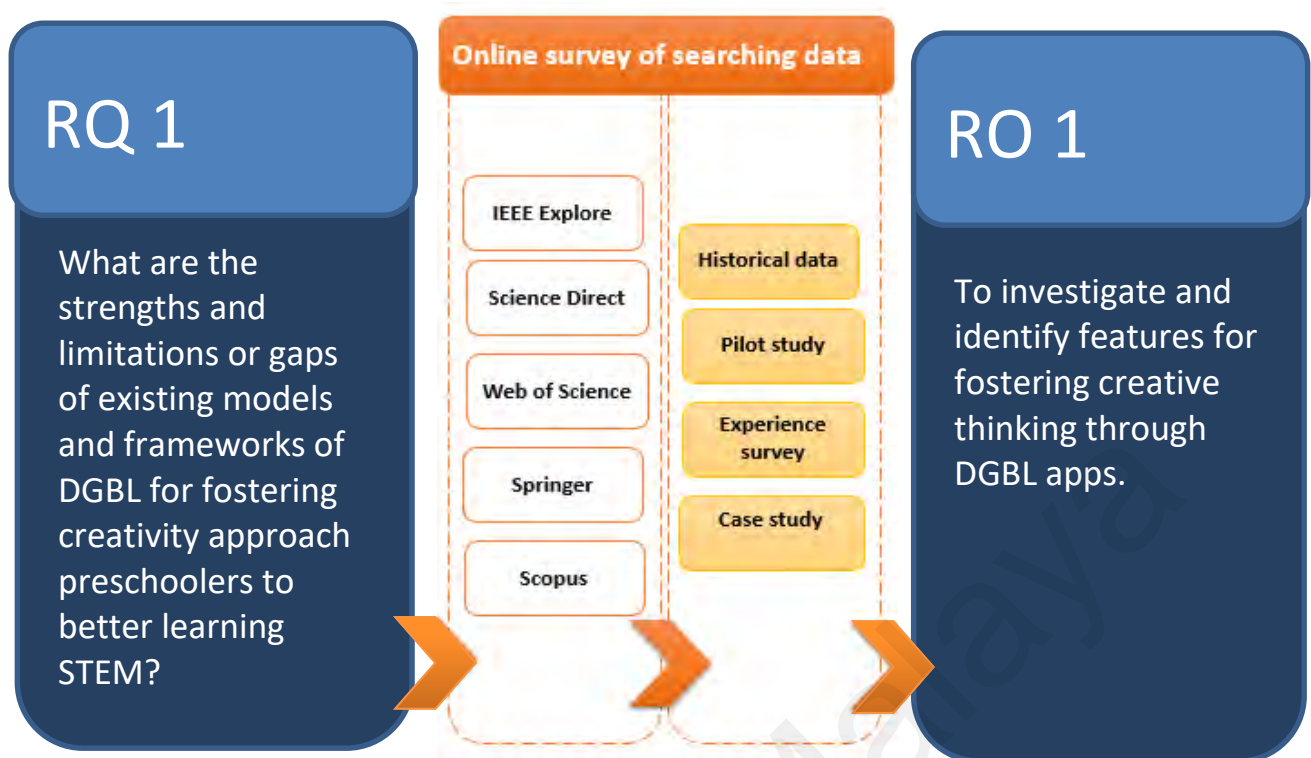 RQ 1
What are the
strengths and
limitations or gaps
of existing models
and frameworks of
DGBL for fostering
creativity approach
preschoolers to
better learning
STEM?
Online survey of searching data
IEEE Explore
Science Direct
Web of Science
Springer
Scopus
Historical data
Pilot study
Experience
survey
Case study
RO 1
To investigate and
identify features for
fostering creative
thinking through
DGBL apps.
Malaya